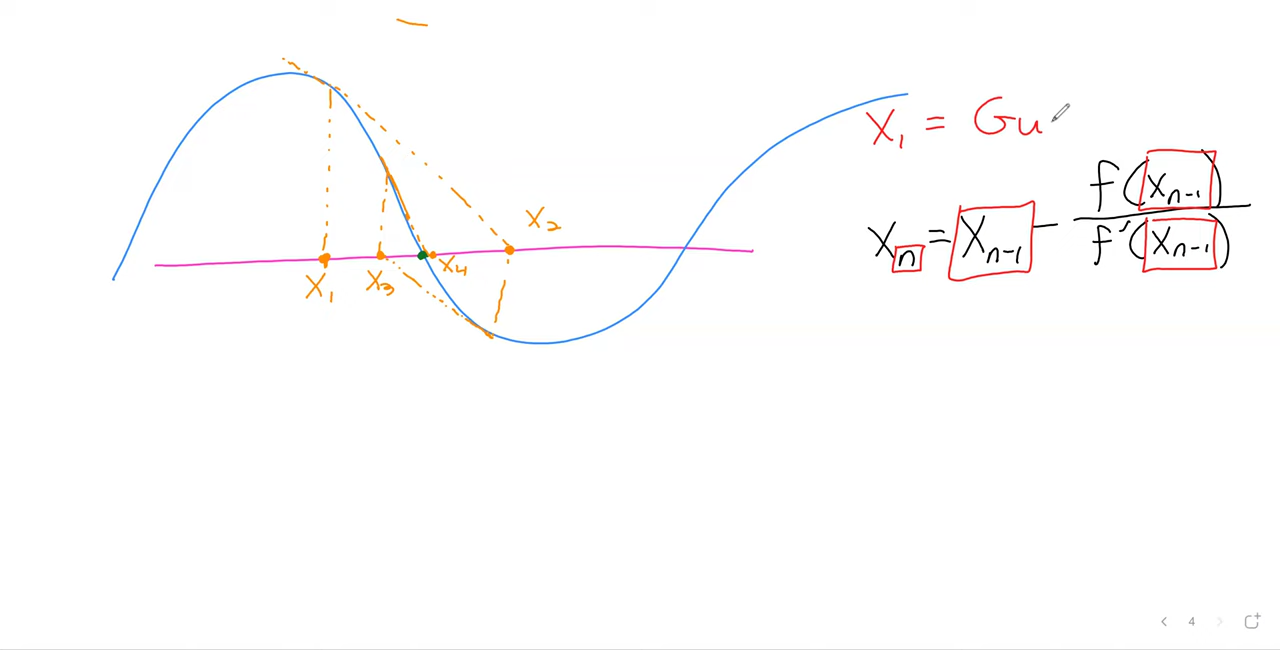 x₁ = Gu
xₙ = xₙ₋₁ - f(xₙ₋₁) / f'(xₙ₋₁)
x₂
x₁ x₃ x₄
4